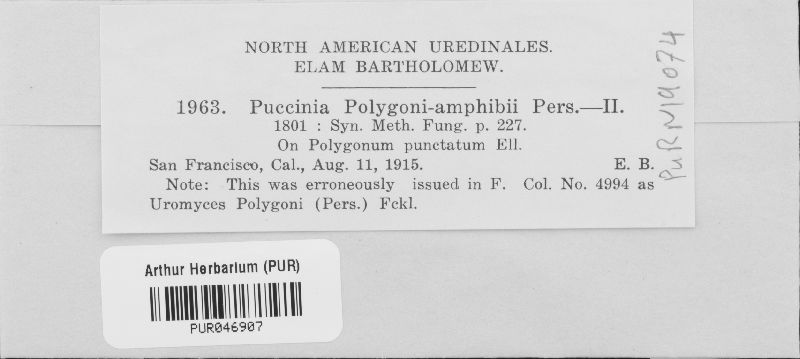 NORTH AMERICAN UREDINALES.
ELAM BARTHOLOMEW.
1963. Puccinia Polygoni-amphibii Pers.—II.
1801 : Syn. Meth. Fung. p. 227.
On Polygonum punctatum Ell.
San Francisco, Cal., Aug. 11, 1915. E. B.
Note: This was erroneously issued in F. Col. No. 4994 as
Uromyces Polygoni (Pers.) Fckl.
PUR N19074
Arthur Herbarium (PUR)
PUR046907